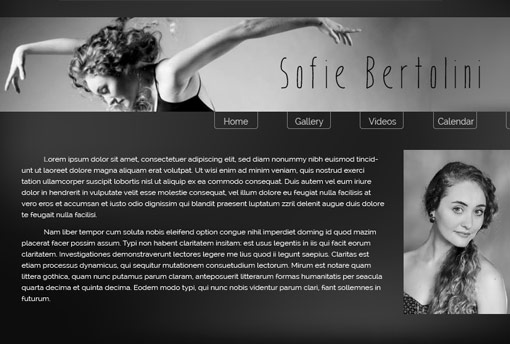 Sofie Bertolini
Home Gallery Videos Calendar
Lorem ipsum dolor sit amet, consectetuer adipiscing elit, sed diam nonummy nibh euismod tincid-
unt ut laoreet dolore magna aliquam erat volutpat. Ut wisi enim ad minim veniam, quis nostrud exerci
tation ullamcorper suscipit lobortis nisl ut aliquip ex ea commodo consequat. Duis autem vel eum iriure
dolor in hendrerit in vulputate velit esse molestie consequat, vel illum dolore eu feugiat nulla facilisis at
vero eros et accumsan et iusto odio dignissim qui blandit praesent luptatum zzril delenit augue duis dolore
te feugait nulla facilisi.
Nam liber tempor cum soluta nobis eleifend option congue nihil imperdiet doming id quod mazim
placerat facer possim assum. Typi non habent claritatem insitam; est usus legentis in iis qui facit eorum
claritatem. Investigationes demonstraverunt lectores legere me lius quod ii legunt saepius. Claritas est
etiam processus dynamicus, qui sequitur mutationem consuetudium lectorum. Mirum est notare quam
littera gothica, quam nunc putamus parum claram, anteposuerit litterarum formas humanitatis per seacula
quarta decima et quinta decima. Eodem modo typi, qui nunc nobis videntur parum clari, fiant sollemnes in
futurum.